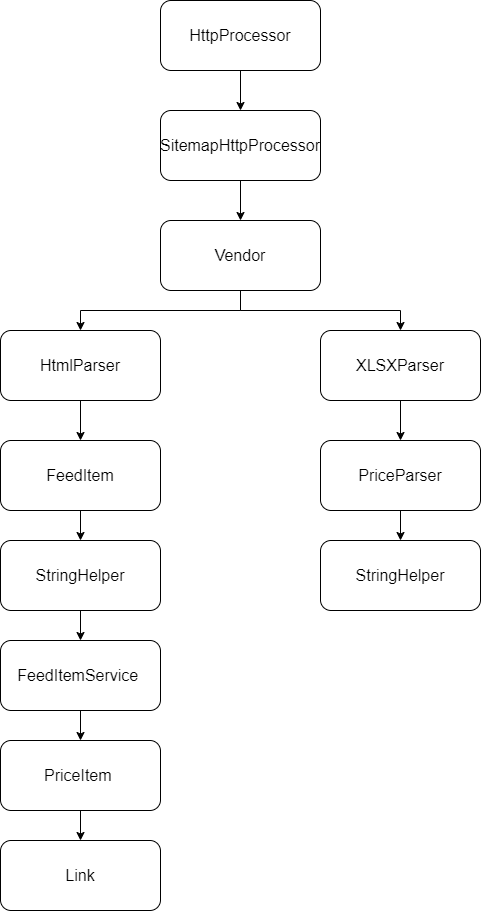 HttpProcessor
SitemapHttpProcessor
Vendor
HtmlParser
XLSXParser
FeedItem
PriceParser
StringHelper
StringHelper
FeedItemService
PriceItem
Link